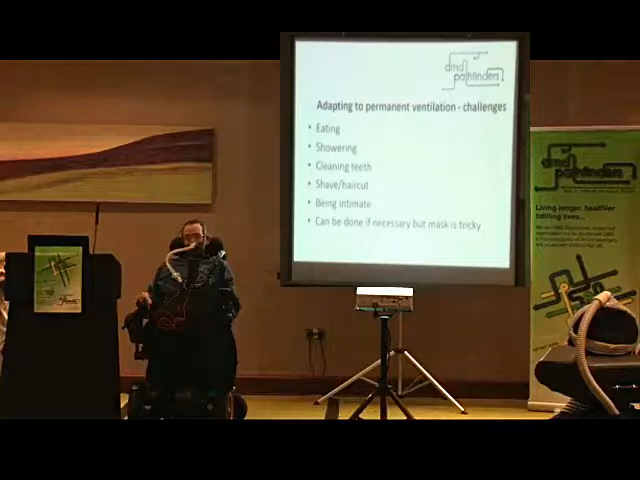 dmd
pathfinders
Adapting to permanent ventilation - challenges
• Eating
• Showering
• Cleaning teeth
• Shave/haircut
• Being intimate
• Can be done if necessary but mask is tricky
dmd
pathfinders
Living longer, healthier
fulfilling lives...